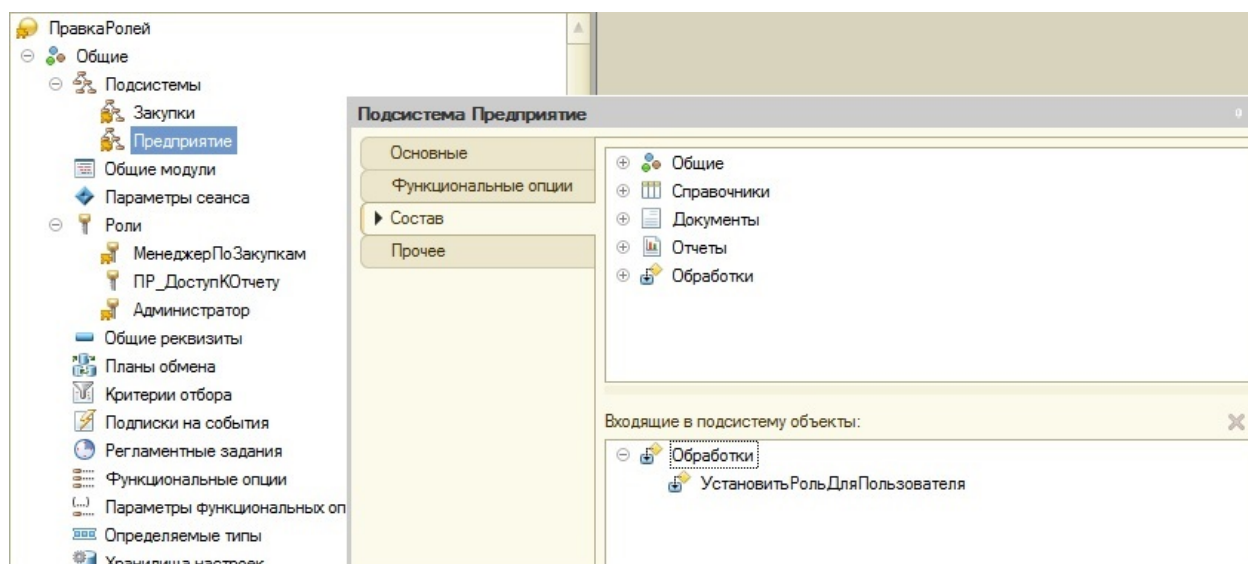 ПравкаРолей
Общие
Подсистемы
Закупки
Предприятие
Общие модули
Параметры сеанса
Роли
МенеджерПоЗакупкам
ПР_ДоступКОтчету
Администратор
Общие реквизиты
Планы обмена
Критерии отбора
Подписки на события
Регламентные задания
Функциональные опции
Параметры функциональных оп
Определяемые типы
Хранилища настроек
Подсистема Предприятие
Основные
Функциональные опции
Состав
Прочее
Общие
Справочники
Документы
Отчеты
Обработки
Входящие в подсистему объекты:
Обработки
УстановитьРольДляПользователя